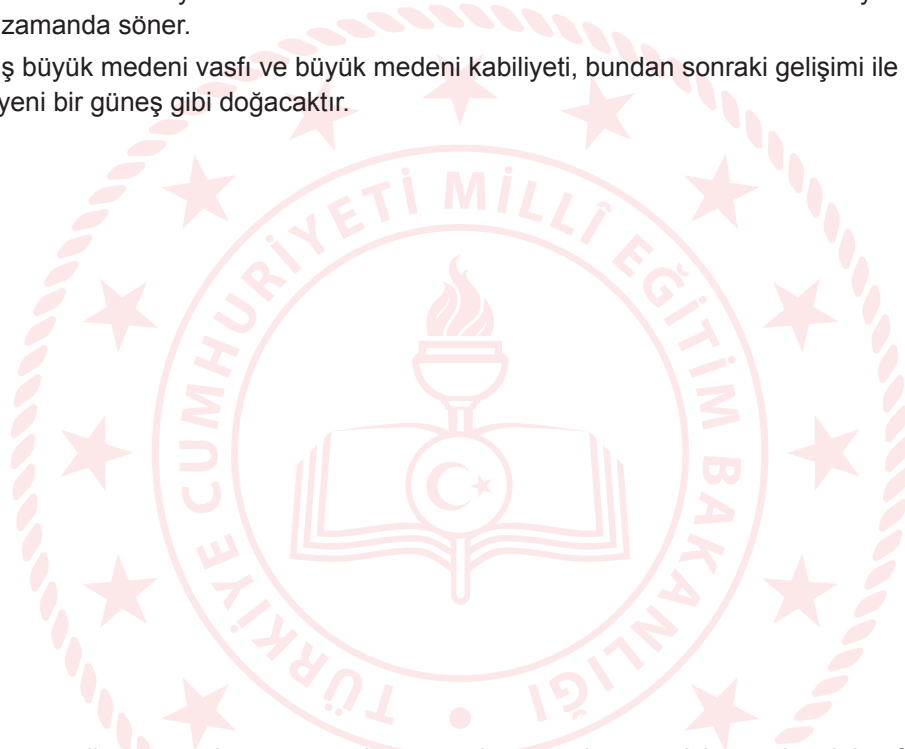 zamanda söner.
ş büyük medeni vasfı ve büyük medeni kabiliyeti, bundan sonraki gelişimi ile
yeni bir güneş gibi doğacaktır.
TÜRKİYE CUMHURİYETİ MİLLÎ EĞİTİM BAKANLIĞI